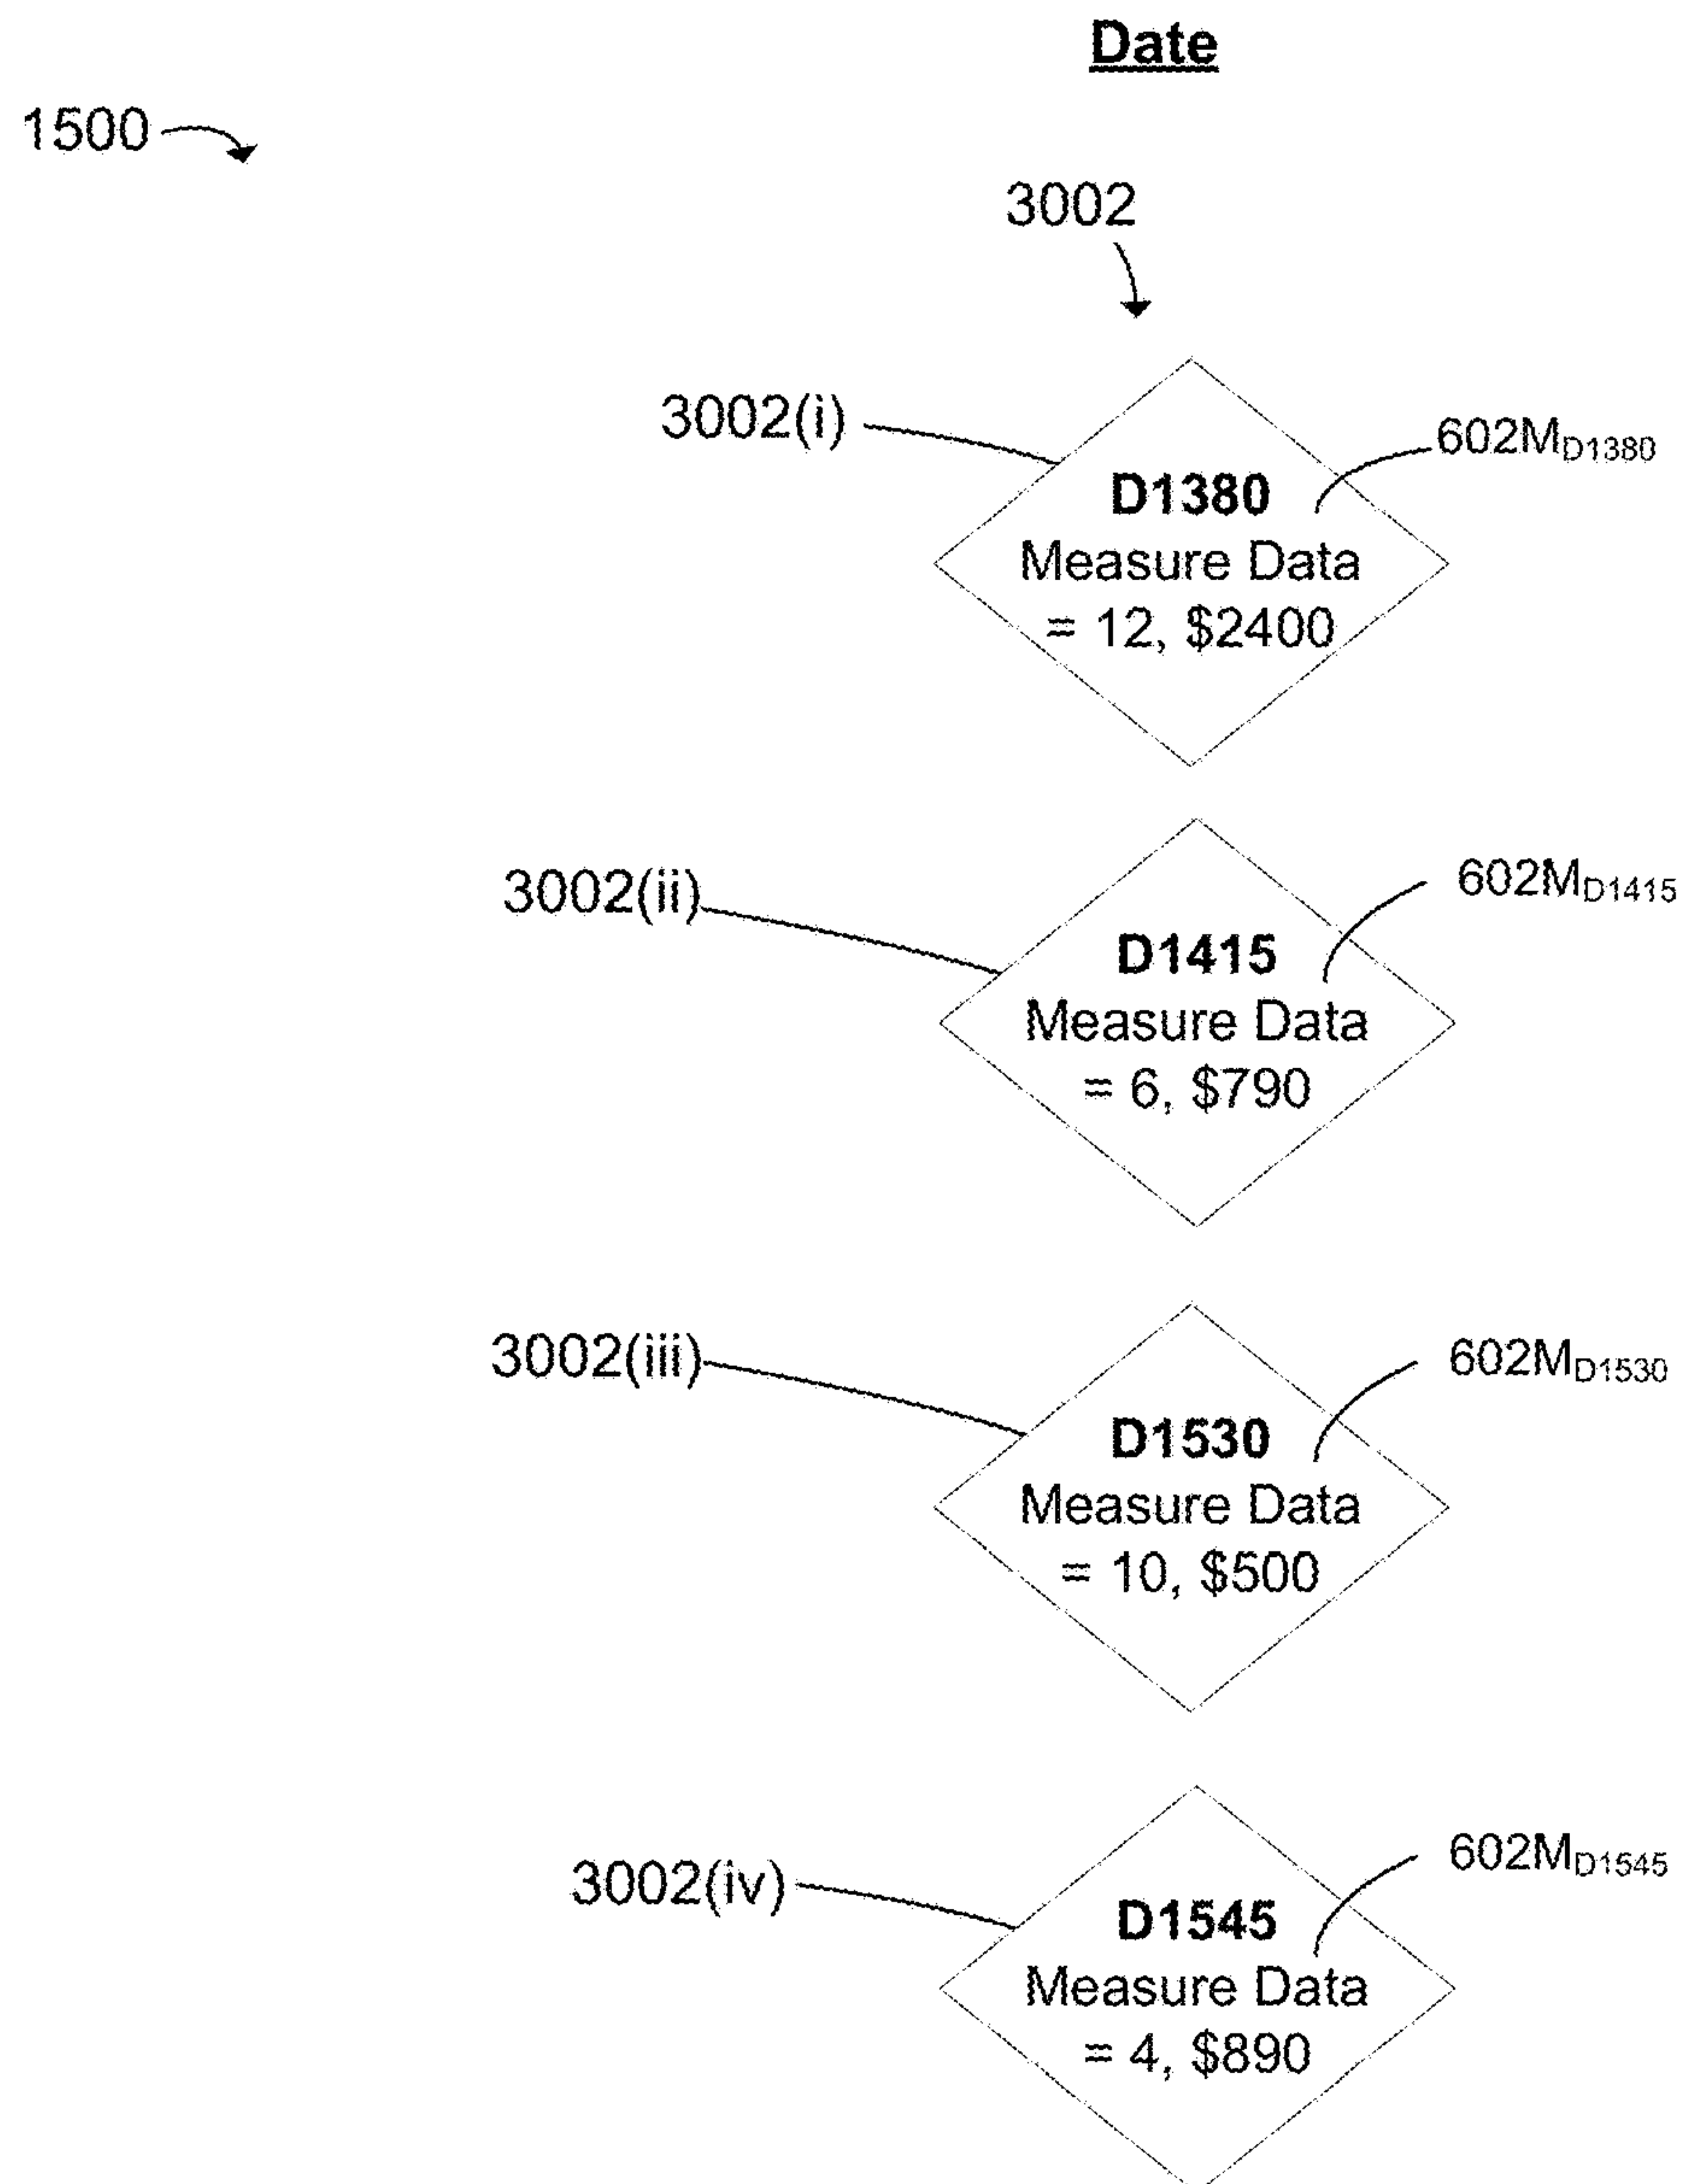 Date
1500
3002
3002(i)
602MD1380
D1380
Measure Data
= 12, $2400
3002(ii)
602MD1415
D1415
Measure Data
= 6, $790
3002(iii)
602MD1530
D1530
Measure Data
= 10, $500
3002(iv)
602MD1545
D1545
Measure Data
= 4, $890